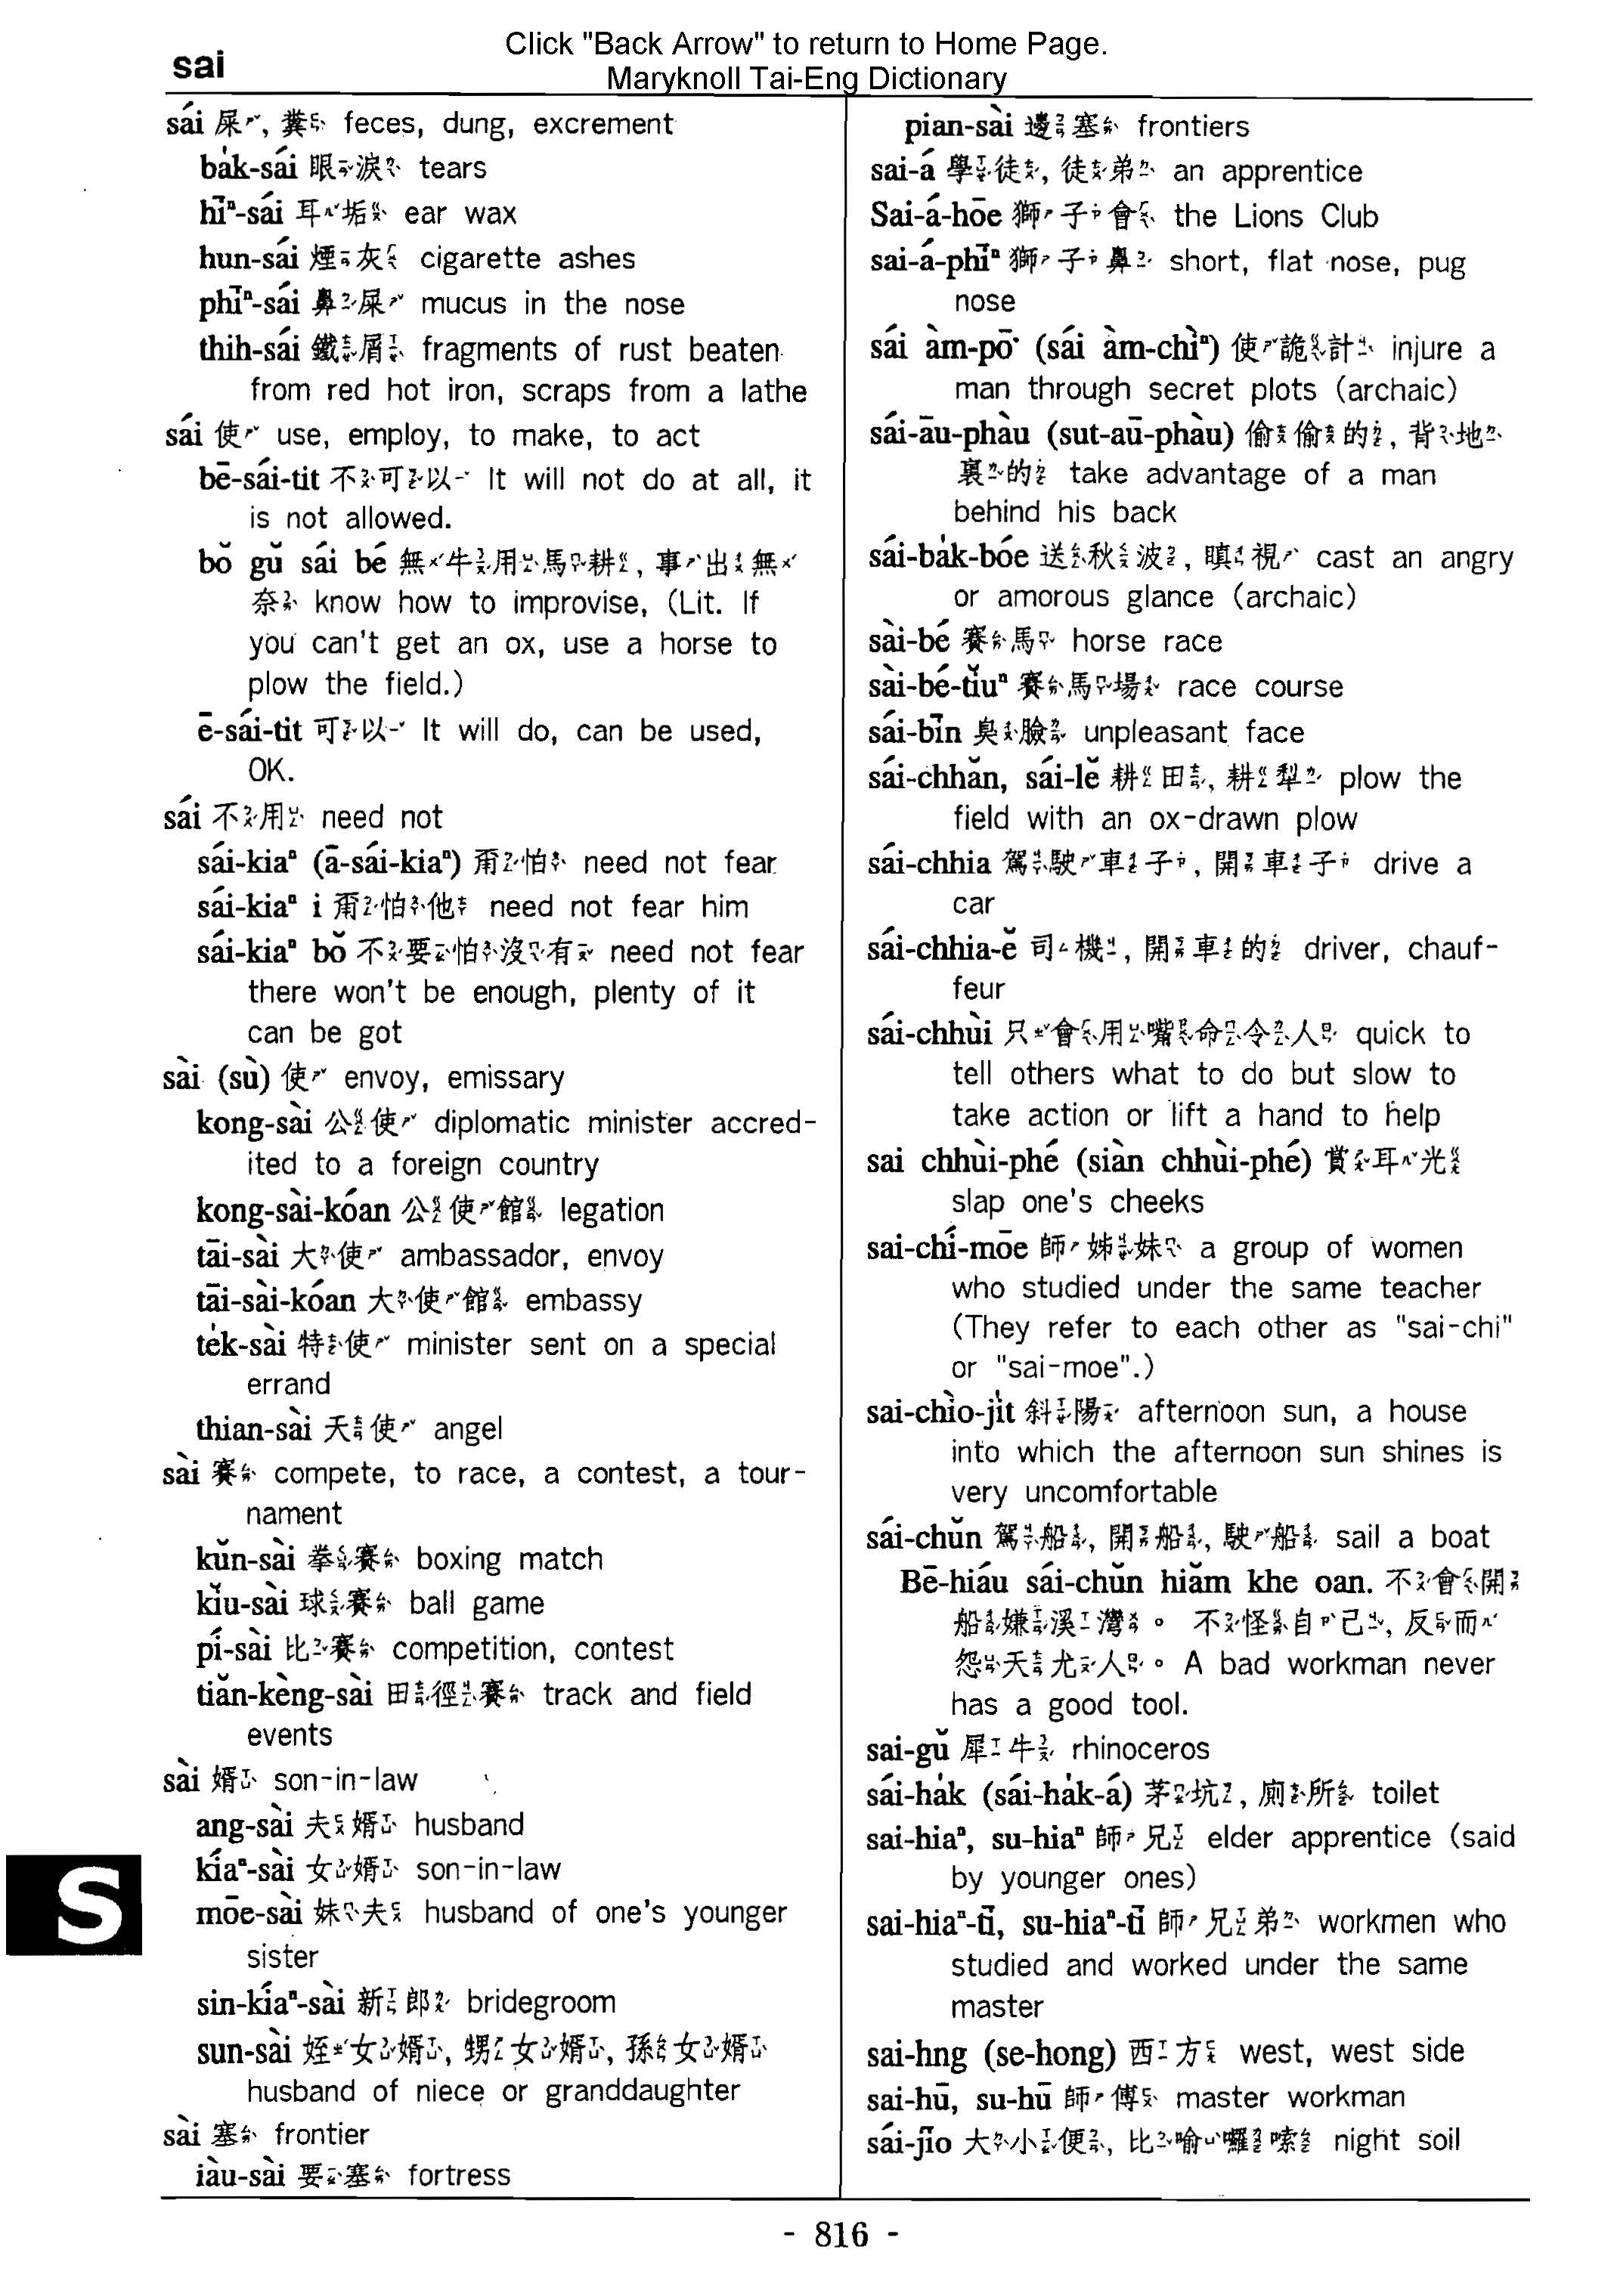 Click "Back Arrow" to return to Home Page.
Maryknoll Tai-Eng Dictionary
sai
sái 屎, 糞 feces, dung, excrement
ba̍k-sái 眼淚 tears
hīⁿ-sái 耳垢 ear wax
hun-sái 煙灰 cigarette ashes
phīⁿ-sái 鼻屎 mucus in the nose
thih-sái 鐵屑 fragments of rust beaten
from red hot iron, scraps from a lathe
sái 使 use, employ, to make, to act
bē-sái-tit 不可以 It will not do at all, it
is not allowed.
bŏ gŭ sái bé 無牛用馬耕, 事出無
奈 know how to improvise, (Lit. If
you can't get an ox, use a horse to
plow the field.)
ē-sái-tit 可以 It will do, can be used,
OK.
sái 不用 need not
sái-kiaⁿ (ā-sái-kiaⁿ) 甭怕 need not fear
sái-kiaⁿ i 甭怕他 need not fear him
sái-kiaⁿ bŏ 不要怕沒有 need not fear
there won't be enough, plenty of it
can be got
sài (sù) 使 envoy, emissary
kong-sài 公使 diplomatic minister accred-
ited to a foreign country
kong-sài-kóan 公使館 legation
tāi-sài 大使 ambassador, envoy
tāi-sài-kóan 大使館 embassy
te̍k-sài 特使 minister sent on a special
errand
thian-sài 天使 angel
sài 賽 compete, to race, a contest, a tour-
nament
kŭn-sài 拳賽 boxing match
kĭu-sài 球賽 ball game
pí-sài 比賽 competition, contest
tiăn-kèng-sài 田徑賽 track and field
events
sài 婿 son-in-law
ang-sài 夫婿 husband
kíaⁿ-sài 女婿 son-in-law
mōe-sài 妹夫 husband of one's younger
sister
sin-kíaⁿ-sài 新郎 bridegroom
sun-sài 姪女婿, 甥女婿, 孫女婿
husband of niece or granddaughter
sài 塞 frontier
iàu-sài 要塞 fortress
pian-sài 邊塞 frontiers
sai-á 學徒, 徒弟 an apprentice
Sai-á-hōe 獅子會 the Lions Club
sai-á-phīⁿ 獅子鼻 short, flat nose, pug
nose
sái àm-pō͘ (sái àm-chìⁿ) 使詭計 injure a
man through secret plots (archaic)
sái-āu-phàu (sut-aū-phàu) 偷偷的, 背地
裏的 take advantage of a man
behind his back
sái-ba̍k-bóe 送秋波, 瞋視 cast an angry
or amorous glance (archaic)
sài-bé 賽馬 horse race
sài-bé-tĭuⁿ 賽馬場 race course
sái-bīn 臭臉 unpleasant face
sái-chhăn, sái-lĕ 耕田, 耕犁 plow the
field with an ox-drawn plow
sái-chhia 駕駛車子, 開車子 drive a
car
sái-chhia-ĕ 司機, 開車的 driver, chauf-
feur
sái-chhùi 只會用嘴命令人 quick to
tell others what to do but slow to
take action or lift a hand to help
sai chhùi-phé (siàn chhùi-phé) 賞耳光
slap one's cheeks
sai-chí-mōe 師姊妹 a group of women
who studied under the same teacher
(They refer to each other as "sai-chi"
or "sai-moe".)
sai-chìo-ji̍t 斜陽 afternoon sun, a house
into which the afternoon sun shines is
very uncomfortable
sái-chŭn 駕船, 開船, 駛船 sail a boat
Bē-hiáu sái-chŭn hiăm khe oan. 不會開
船嫌溪灣。 不怪自己, 反而
怨天尤人。 A bad workman never
has a good tool.
sai-gŭ 犀牛 rhinoceros
sái-ha̍k (sái-ha̍k-á) 茅坑, 廁所 toilet
sai-hiaⁿ, su-hiaⁿ 師兄 elder apprentice (said
by younger ones)
sai-hiaⁿ-tī, su-hiaⁿ-tī 師兄弟 workmen who
studied and worked under the same
master
sai-hng (se-hong) 西方 west, west side
sai-hū, su-hū 師傅 master workman
sái-jīo 大小便, 比喻囉嗦 night soil
S
- 816 -